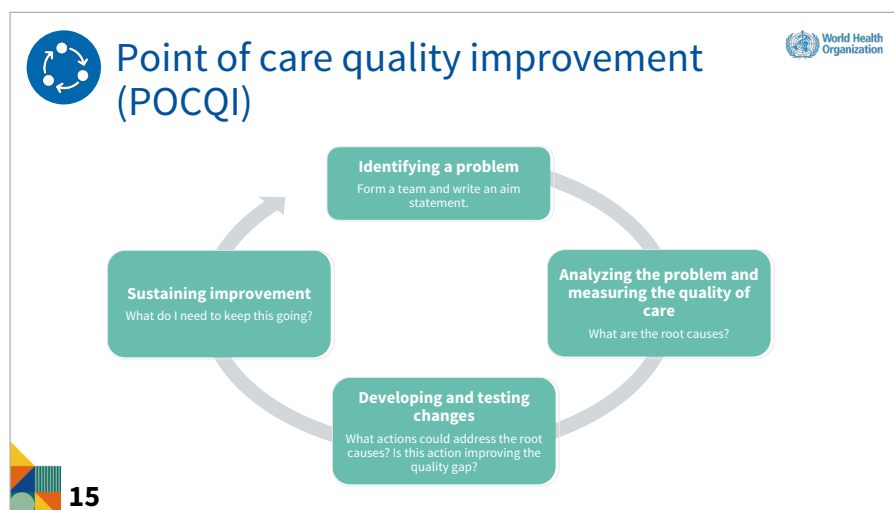 Point of care quality improvement
(POCQI)
World Health
Organization
Identifying a problem
Form a team and write an aim
statement.
Analyzing the problem and
measuring the quality of
care
What are the root causes?
Developing and testing
changes
What actions could address the root
causes? Is this action improving the
quality gap?
Sustaining improvement
What do I need to keep this going?
15